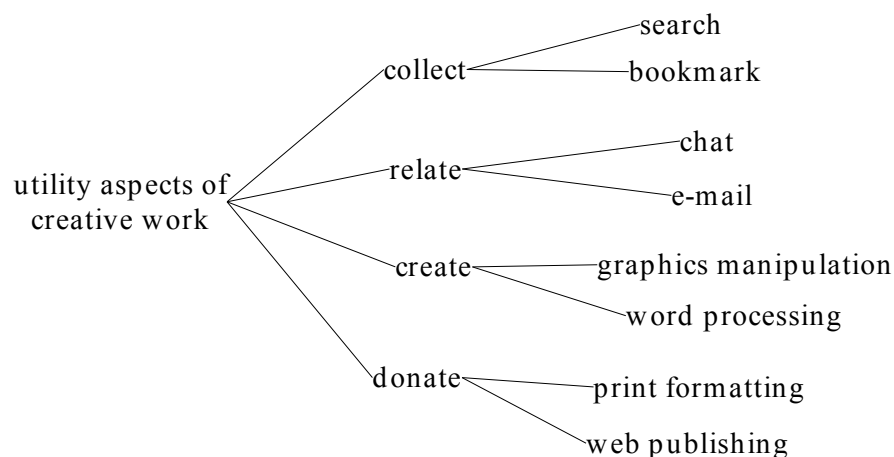 search
collect
bookmark
chat
relate
e-mail
utility aspects of
creative work
create
graphics manipulation
word processing
donate
print formatting
web publishing